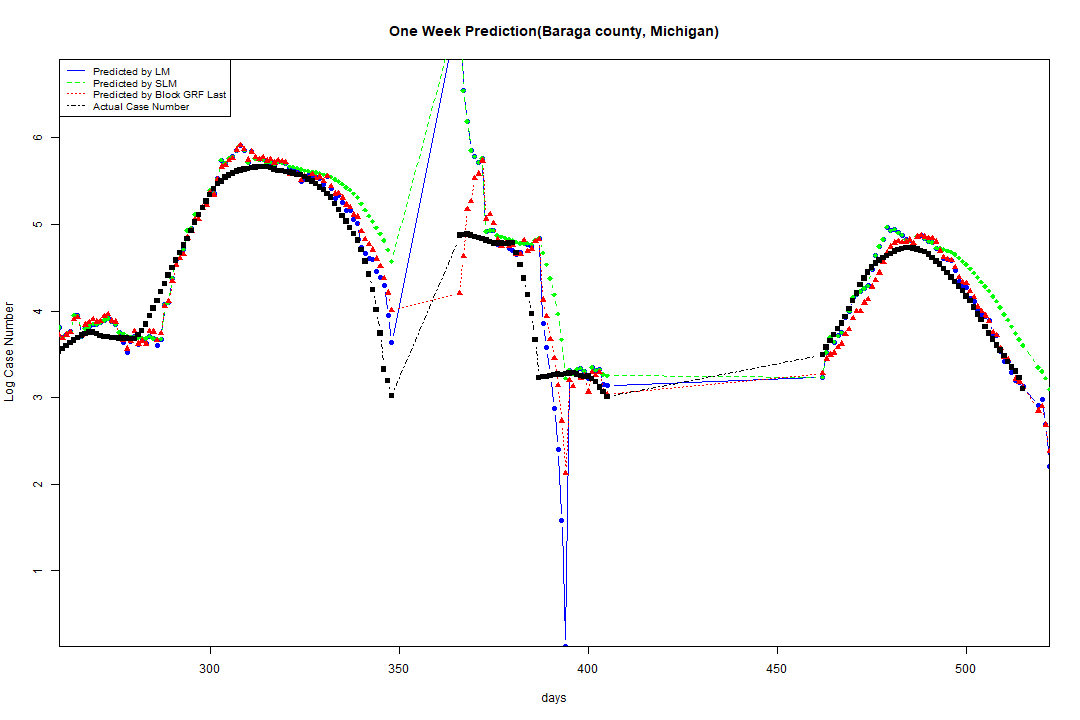 One Week Prediction(Baraga county, Michigan)
Predicted by LM
Predicted by SLM
Predicted by Block GRF Last
Actual Case Number
Log Case Number
6
5
4
3
2
1
300
350
400
450
500
days